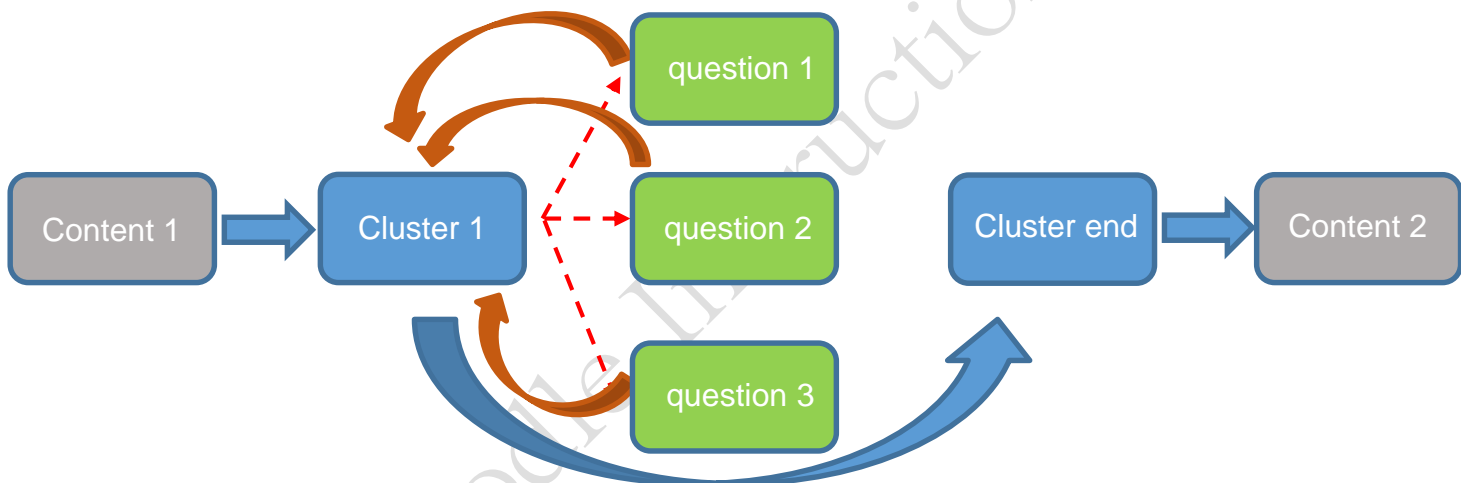 question 1
Content 1
Cluster 1
question 2
Cluster end
Content 2
question 3